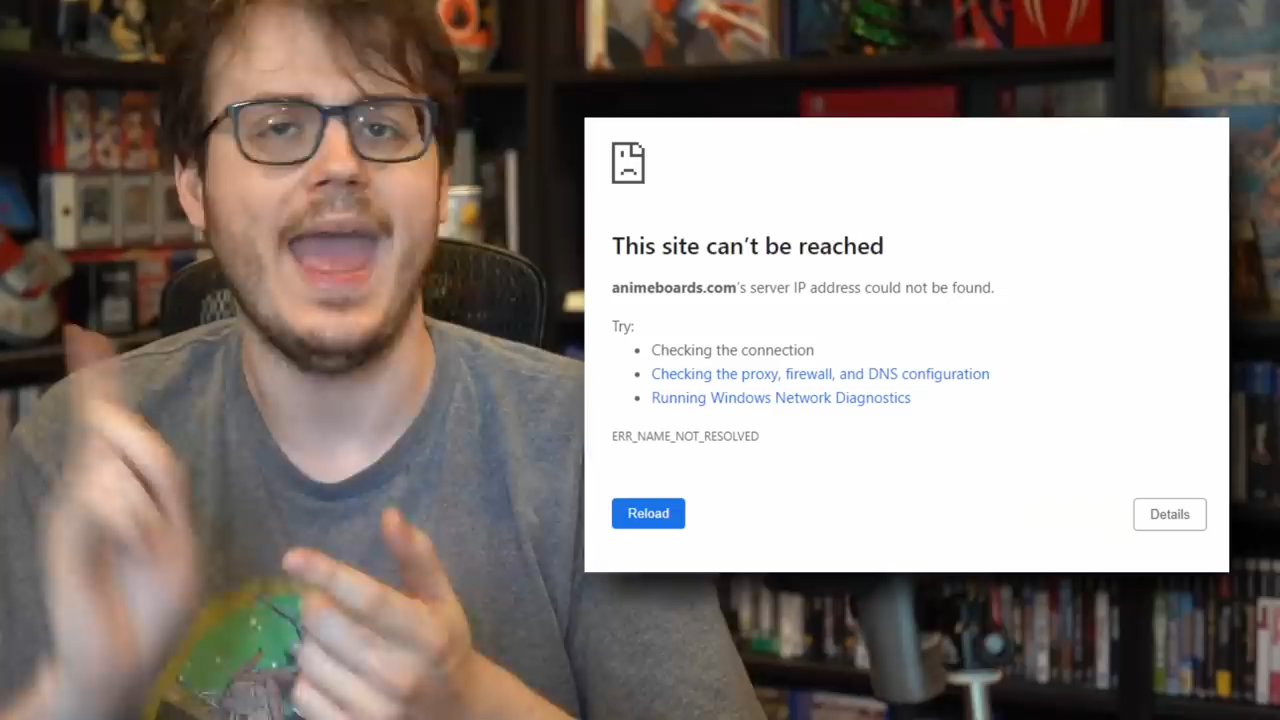 This site can’t be reached
animeboards.com's server IP address could not be found.
Try:
Checking the connection
Checking the proxy, firewall, and DNS configuration
Running Windows Network Diagnostics
ERR_NAME_NOT_RESOLVED
Reload
Details